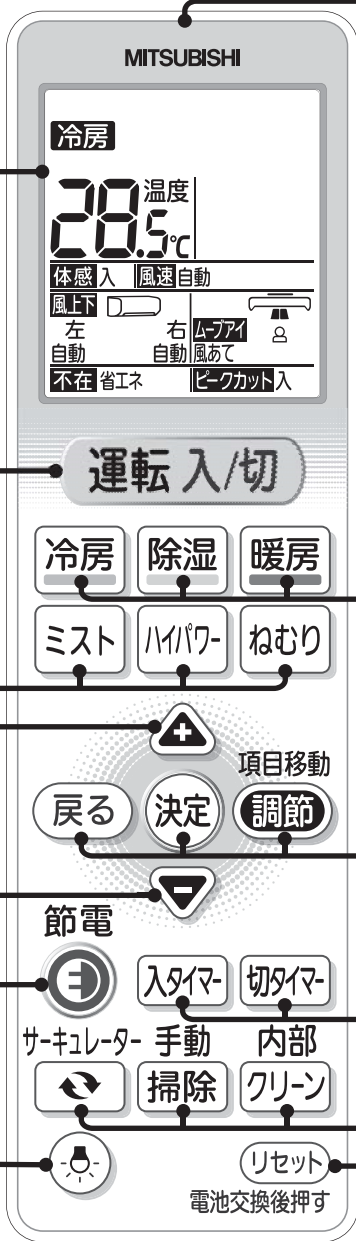 MITSUBISHI
冷房
28.5℃ 温度
体感 入 風速 自動
風上下
左 右 ムーブアイ
自動 自動 風あて
不在 省エネ ピークカット 入
運転 入/切
冷房 除湿 暖房
ミスト ハイパワー ねむり
+
項目移動
戻る 決定 調節
-
節電
入タイマー 切タイマー
サーキュレーター 手動 内部
掃除 クリーン
リセット
電池交換後押す